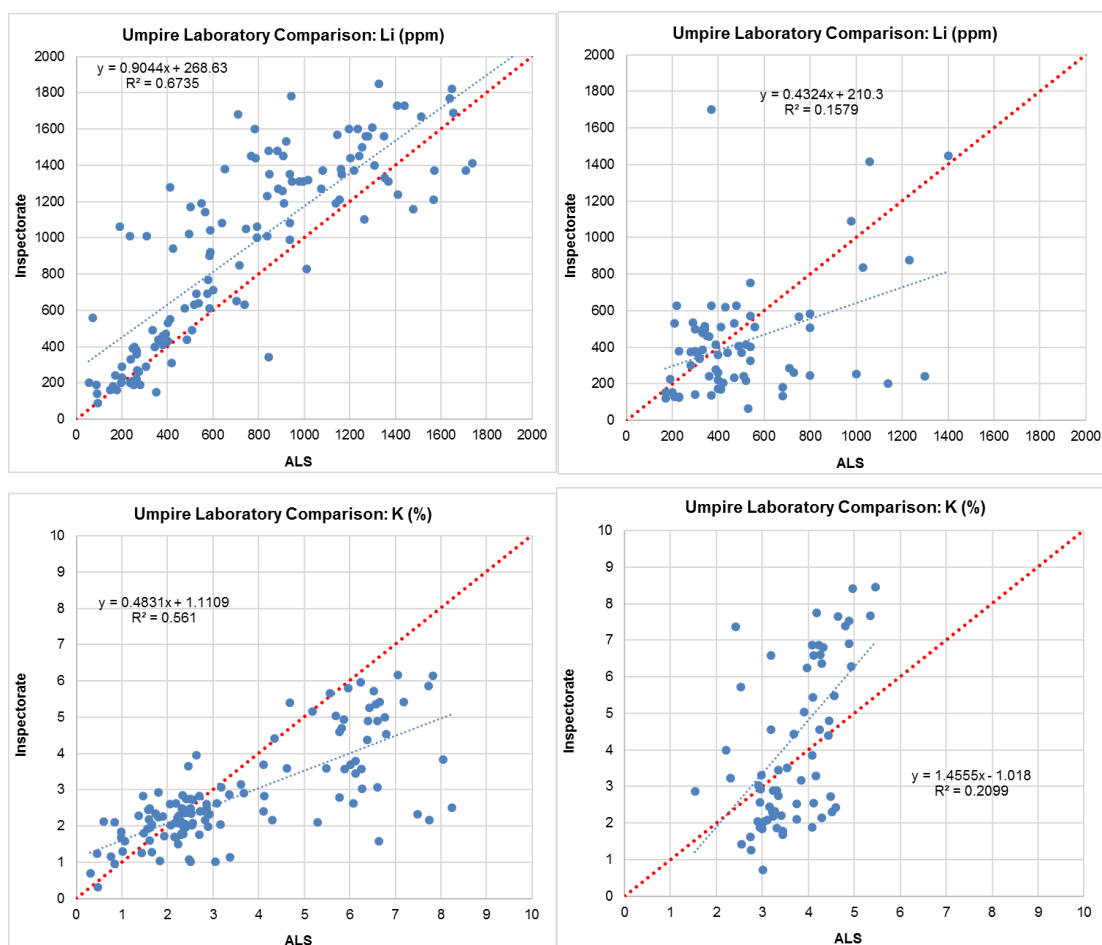 Umpire Laboratory Comparison: Li (ppm)
2000
1800
1600
1400
1200
1000
800
600
400
200
0
y = 0.9044x + 268.63
R² = 0.6735
Inspectorate
0 200 400 600 800 1000 1200 1400 1600 1800 2000
ALS
Umpire Laboratory Comparison: Li (ppm)
2000
1800
1600
1400
1200
1000
800
600
400
200
0
y = 0.4324x + 210.3
R² = 0.1579
Inspectorate
0 200 400 600 800 1000 1200 1400 1600 1800 2000
ALS
Umpire Laboratory Comparison: K (%)
10
9
8
7
6
5
4
3
2
1
0
y = 0.4831x + 1.1109
R² = 0.561
Inspectorate
0 1 2 3 4 5 6 7 8 9 10
ALS
Umpire Laboratory Comparison: K (%)
10
9
8
7
6
5
4
3
2
1
0
y = 1.4555x - 1.018
R² = 0.2099
Inspectorate
0 1 2 3 4 5 6 7 8 9 10
ALS